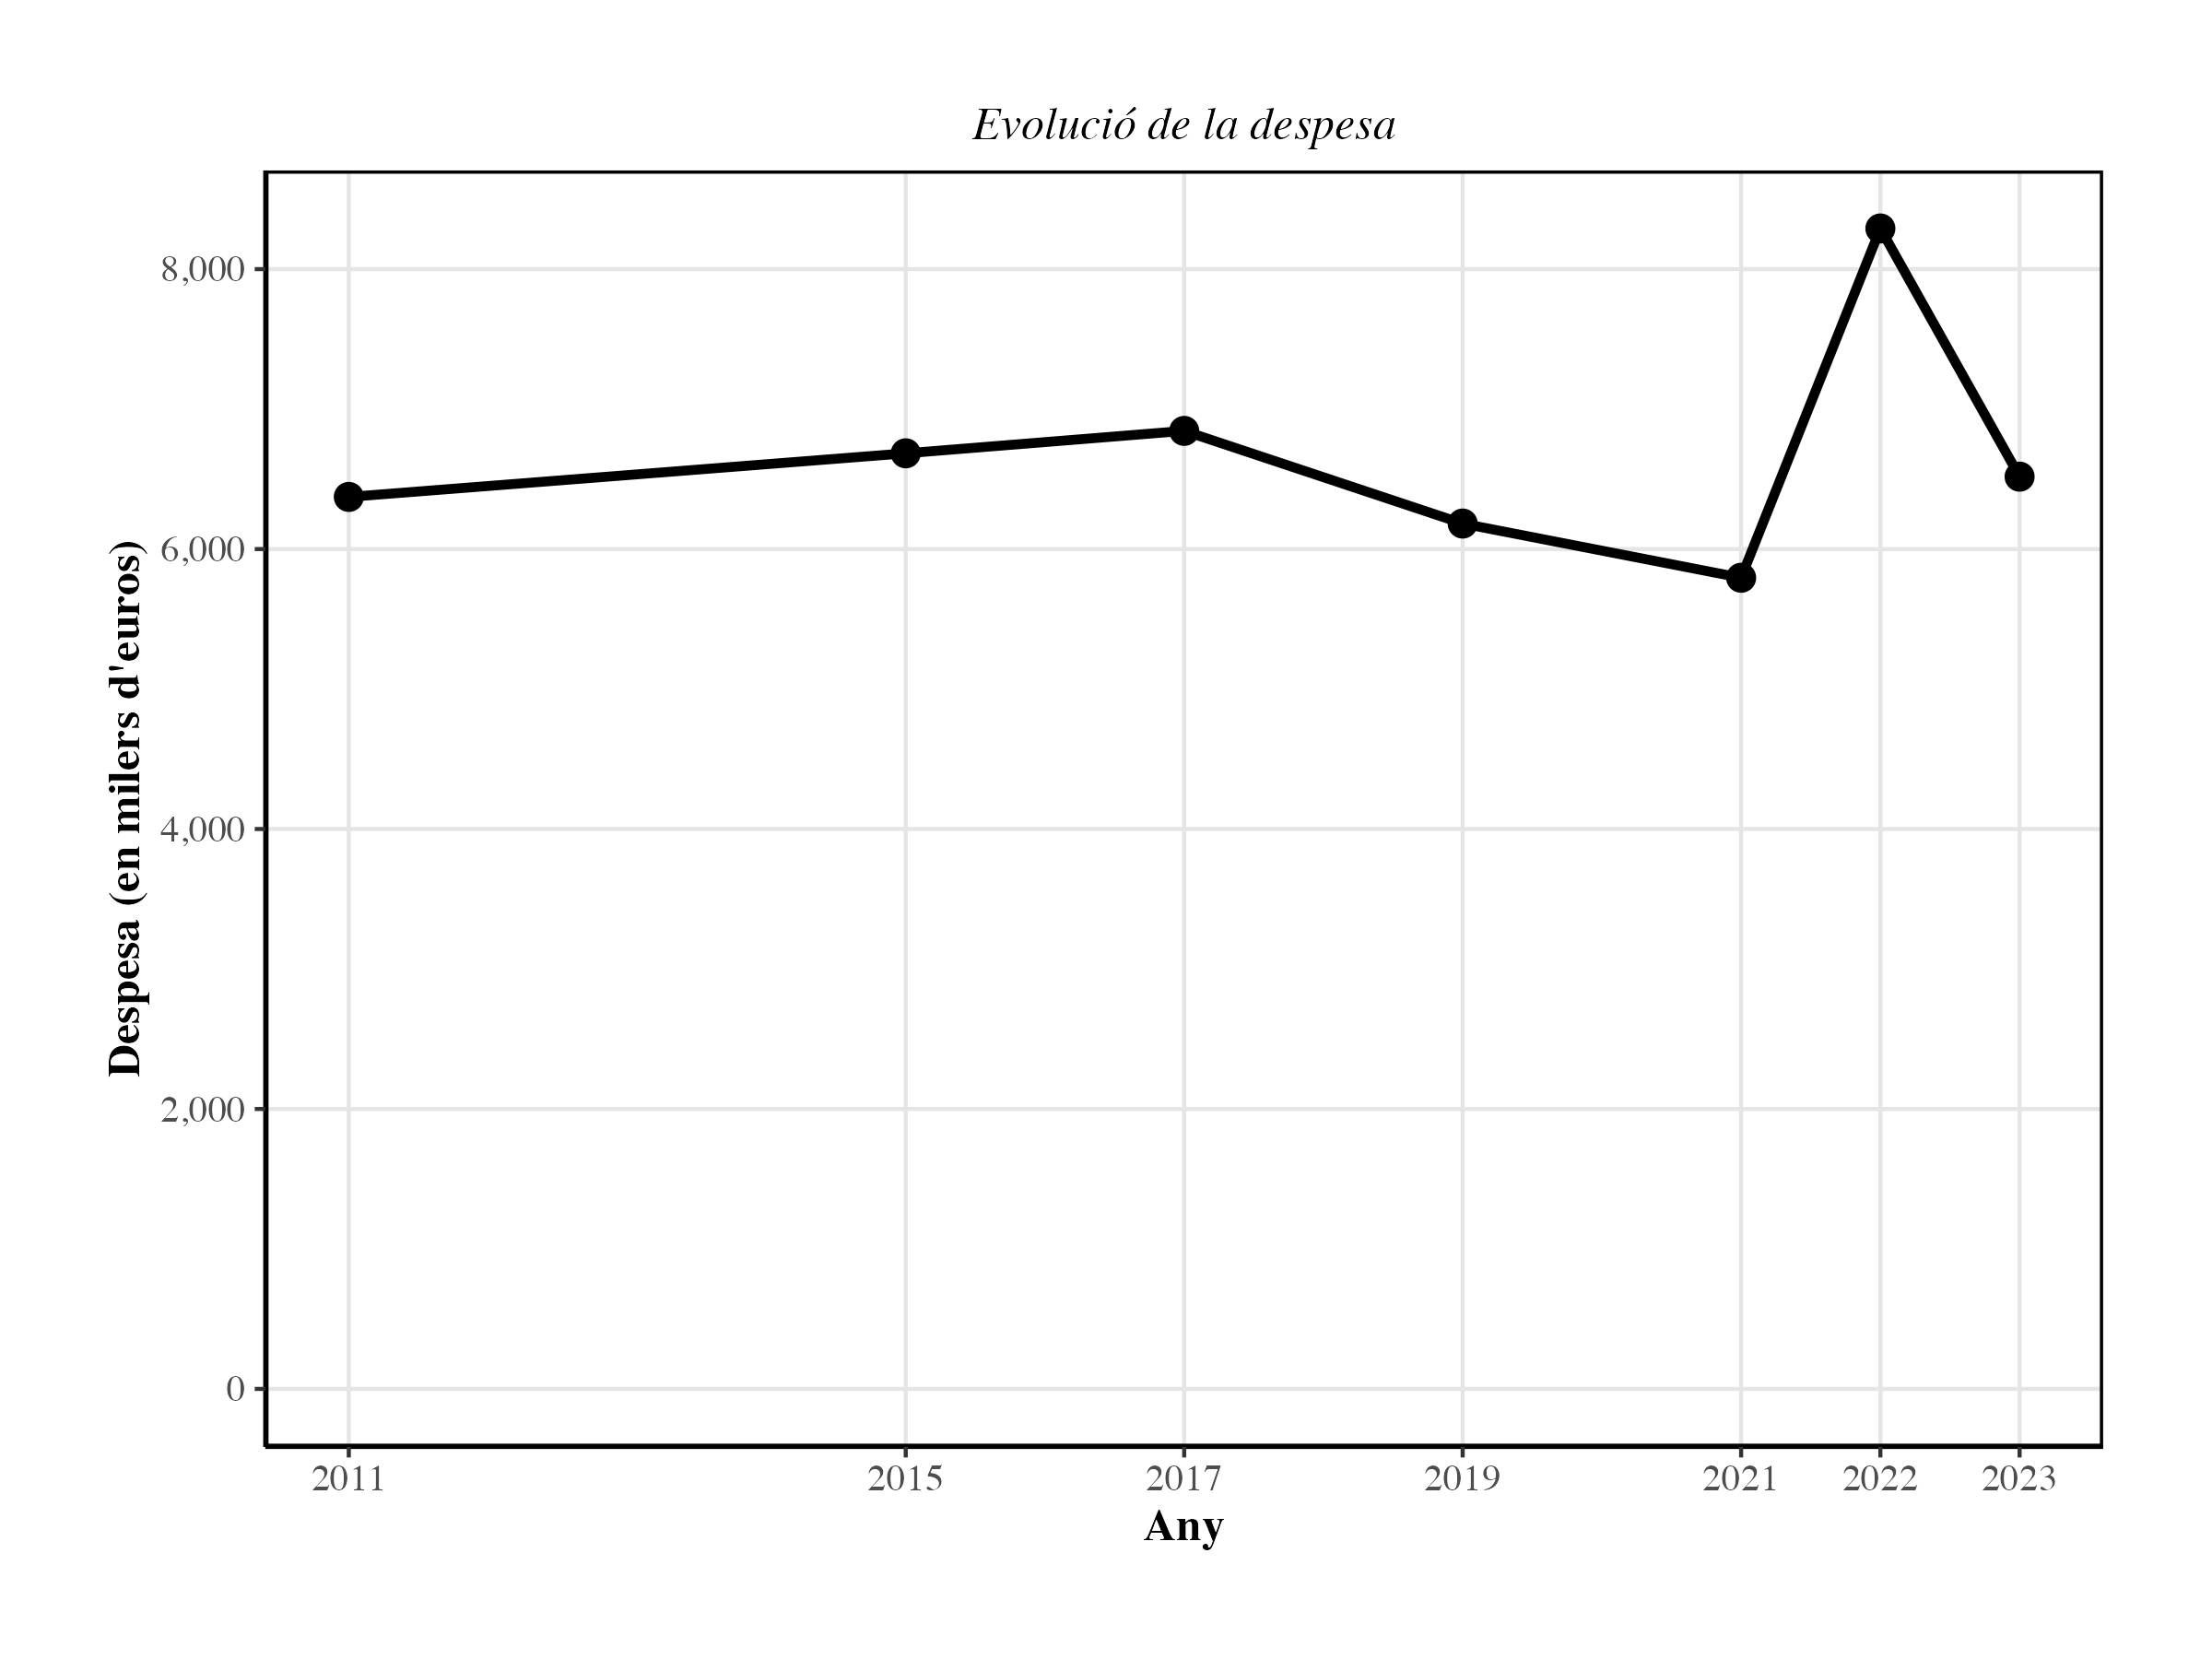 Evolució de la despesa
Despesa (en milers d'euros)
8,000
6,000
4,000
2,000
0
2011 2015 2017 2019 2021 2022 2023
Any